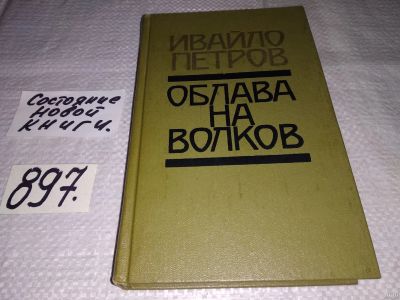 ИВАЙЛО
ПЕТРОВ
ОБЛАВА
НА
ВОЛКОВ
Состояние
новой
книги.
897.